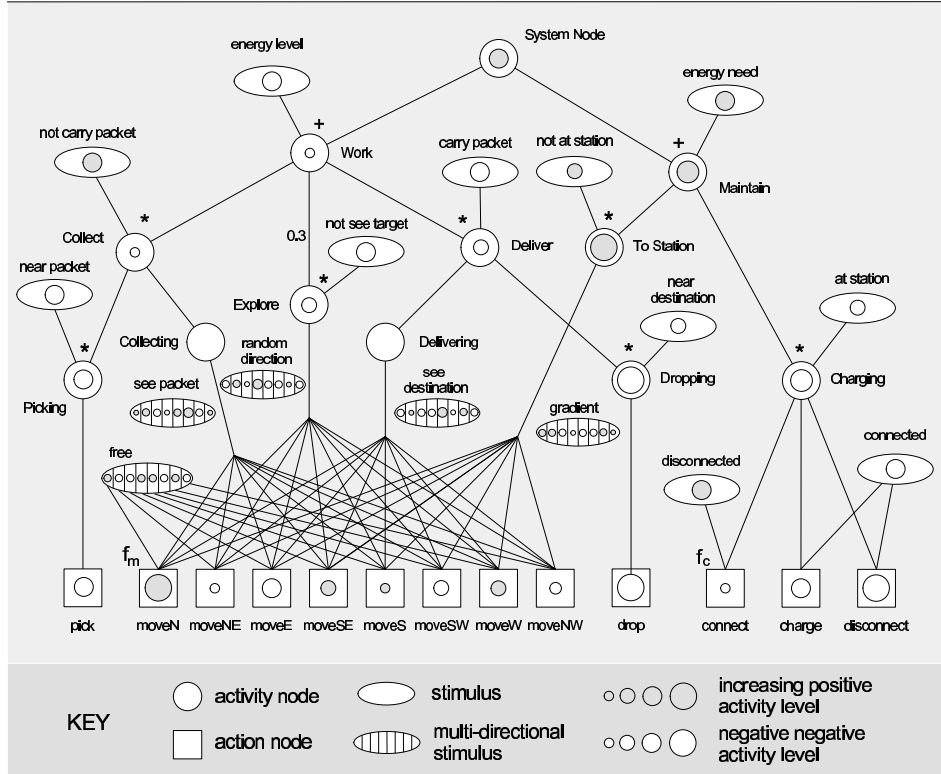 System Node
energy level
energy need
+
not carry packet
Work
carry packet
not at station
+
Maintain
*
Collect
0.3
not see target
*
Deliver
*
To Station
near packet
*
Explore
near
destination
at station
*
Collecting
random
direction
Delivering
*
Dropping
*
Charging
Picking
see packet
see
destination
gradient
connected
free
disconnected
fm
fc
pick
moveN
moveNE
moveE
moveSE
moveS
moveSW
moveW
moveNW
drop
connect
charge
disconnect
KEY
activity node
stimulus
increasing positive
activity level
action node
multi-directional
stimulus
negative negative
activity level